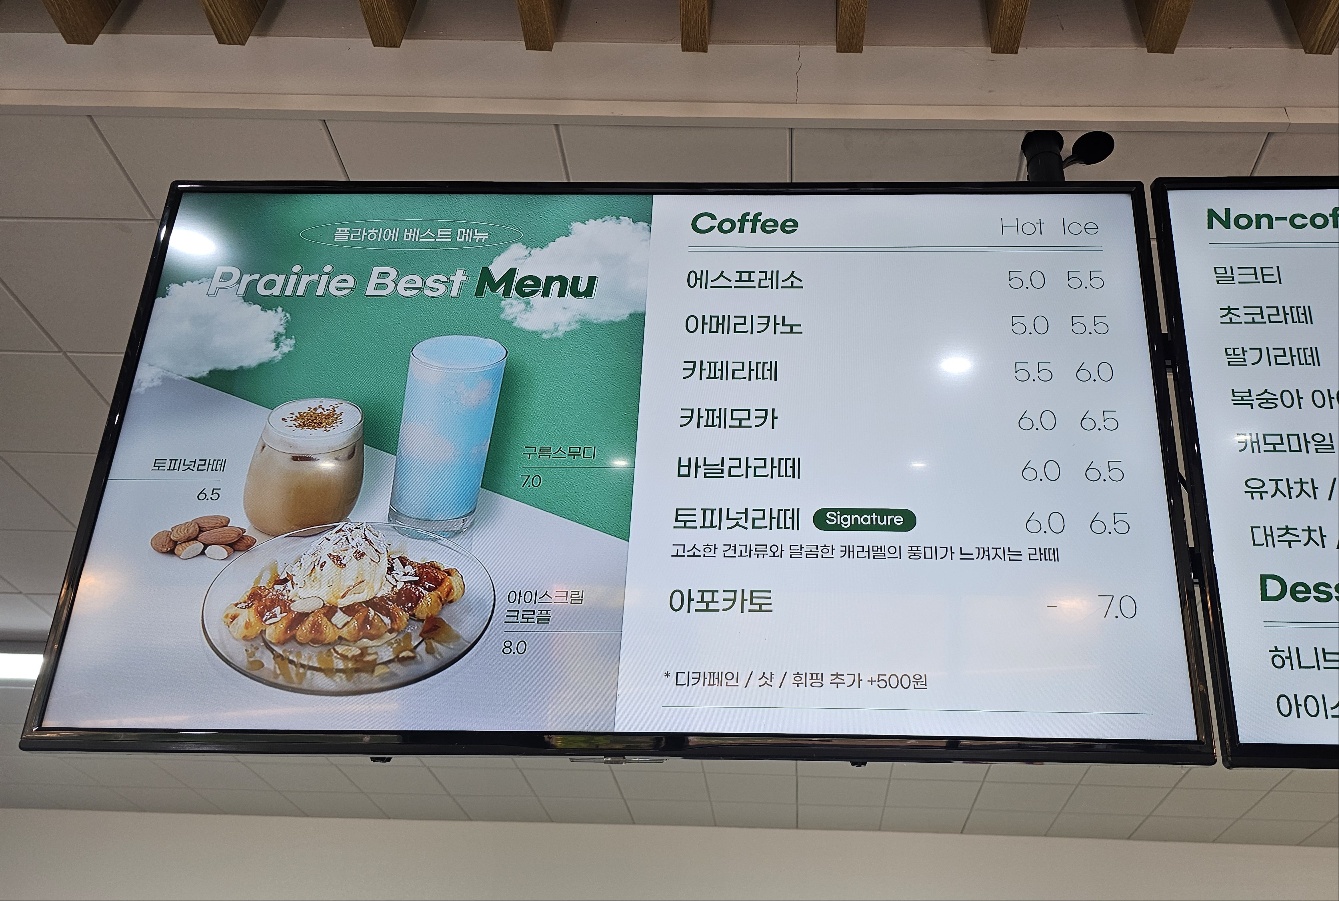 플라히에 베스트 메뉴
Prairie Best Menu
토피넛라떼
6.5
구름스무디
7.0
아이스크림
크로플
8.0
Coffee Hot Ice
에스프레소 5.0 5.5
아메리카노 5.0 5.5
카페라떼 5.5 6.0
카페모카 6.0 6.5
바닐라라떼 6.0 6.5
토피넛라떼 Signature 6.0 6.5
고소한 견과류와 달콤한 캐러멜의 풍미가 느껴지는 라떼
아포카토 - 7.0
* 디카페인 / 샷 / 휘핑 추가 +500원
밀크티
초코라떼
딸기라떼
복숭아
캐모마일
유자차 /
대추차 /